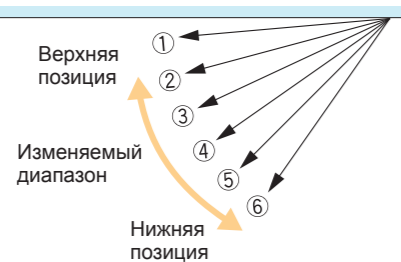 ①
Верхняя
позиция
②
③
④
Изменяемый
диапазон
⑤
⑥
Нижняя
позиция